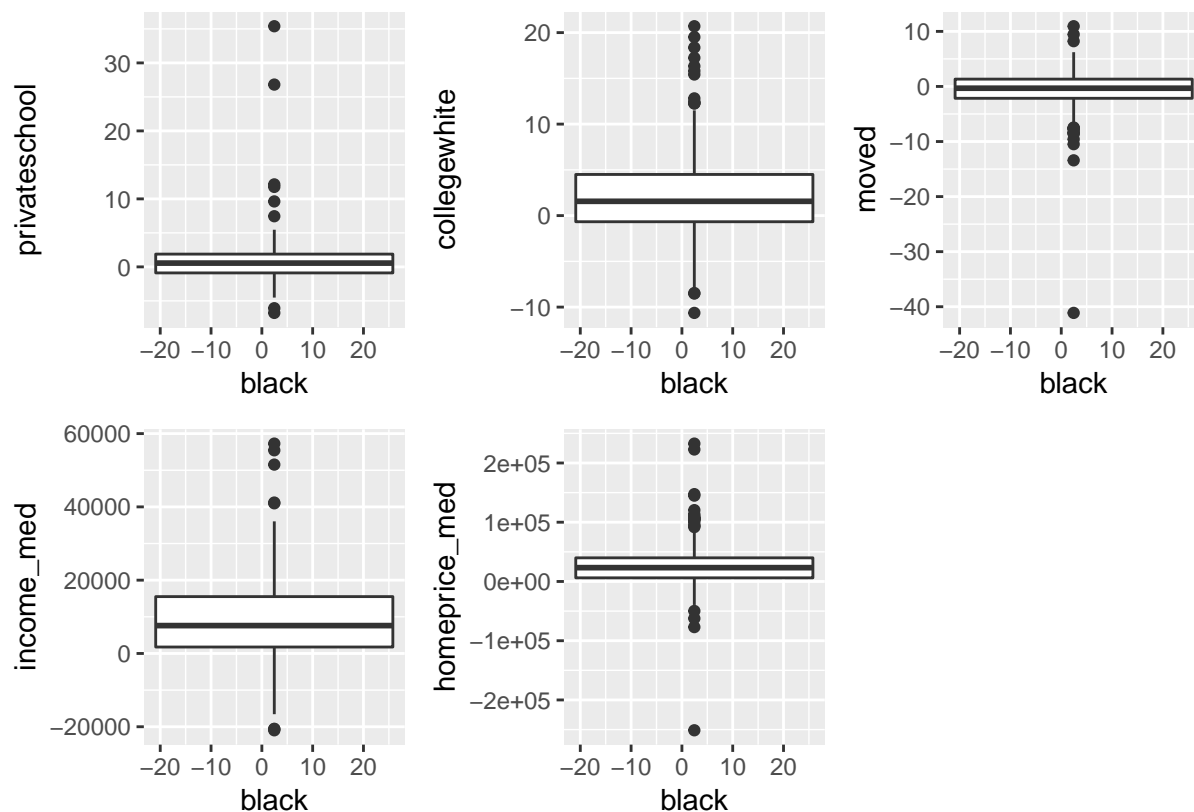 privateschool
30
20
10
0
−20 −10 0 10 20
black
collegewhite
20
10
0
−10
−20 −10 0 10 20
black
moved
10
0
−10
−20
−30
−40
−20 −10 0 10 20
black
income_med
60000
40000
20000
0
−20000
−20 −10 0 10 20
black
homeprice_med
2e+05
1e+05
0e+00
−1e+05
−2e+05
−20 −10 0 10 20
black